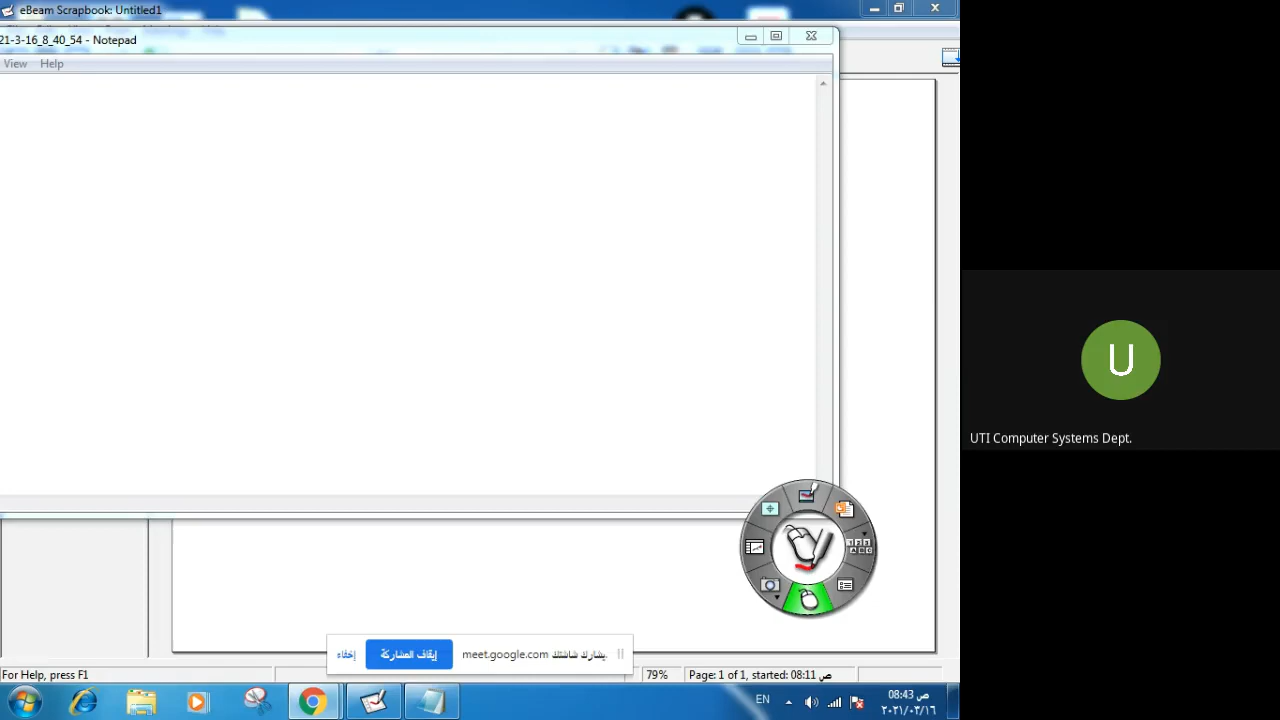 eBeam Scrapbook: Untitled1
21-3-16_8_40_54 - Notepad
View Help
U
UTI Computer Systems Dept.
إخفاء
إيقاف المشاركة
meet.google.com يشارك شاشتك.
For Help, press F1
79%
Page: 1 of 1, started: 08:11 ص
EN
08:43 ص
٢٠٢١/٠٣/١٦